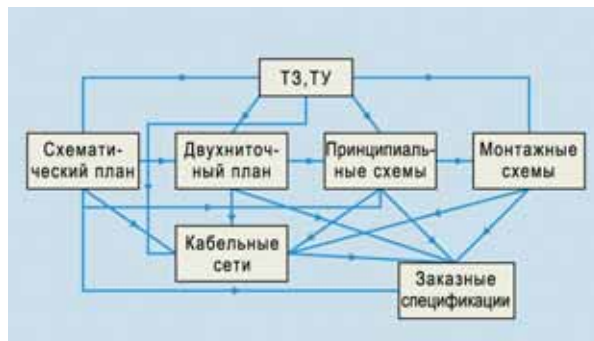 ТЗ,ТУ
Схемати-
ческий план
Двухниточ-
ный план
Принципиаль-
ные схемы
Монтажные
схемы
Кабельные
сети
Заказные
спецификации